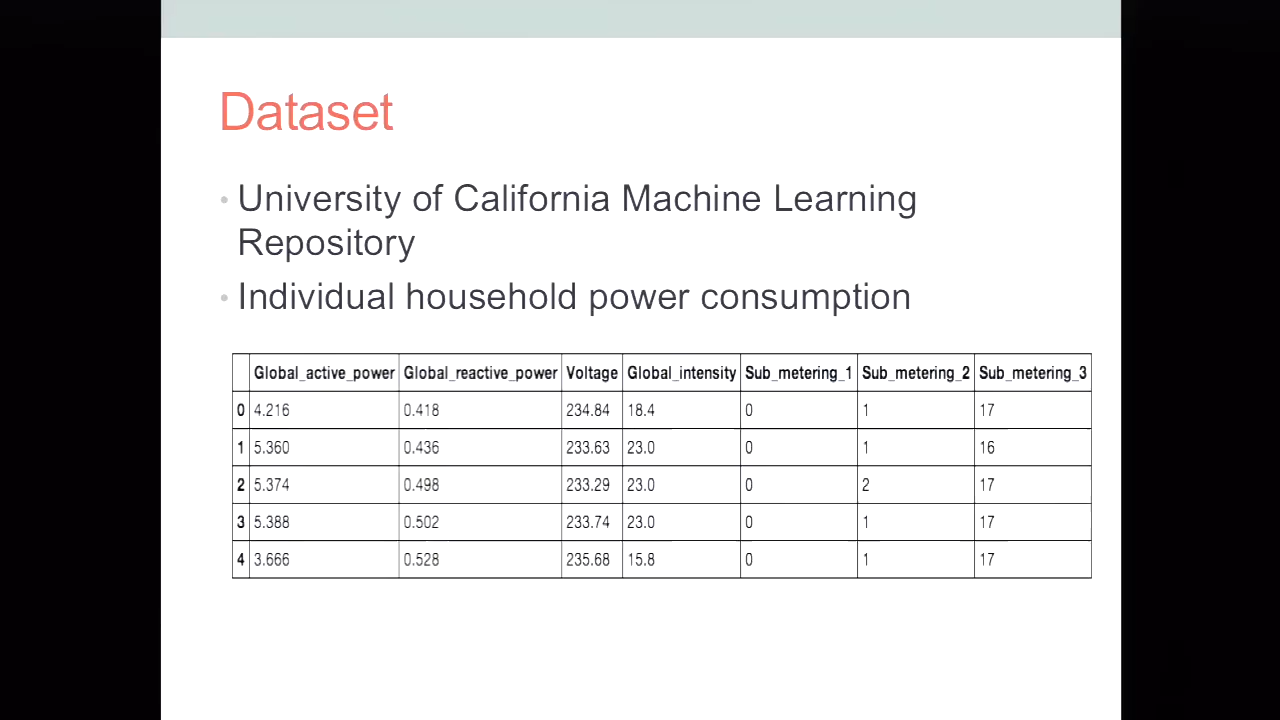 Dataset
• University of California Machine Learning
Repository
• Individual household power consumption
Global_active_power Global_reactive_power Voltage Global_intensity Sub_metering_1 Sub_metering_2 Sub_metering_3
0 4.216 0.418 234.84 18.4 0 1 17
1 5.360 0.436 233.63 23.0 0 1 16
2 5.374 0.498 233.29 23.0 0 2 17
3 5.388 0.502 233.74 23.0 0 1 17
4 3.666 0.528 235.68 15.8 0 1 17